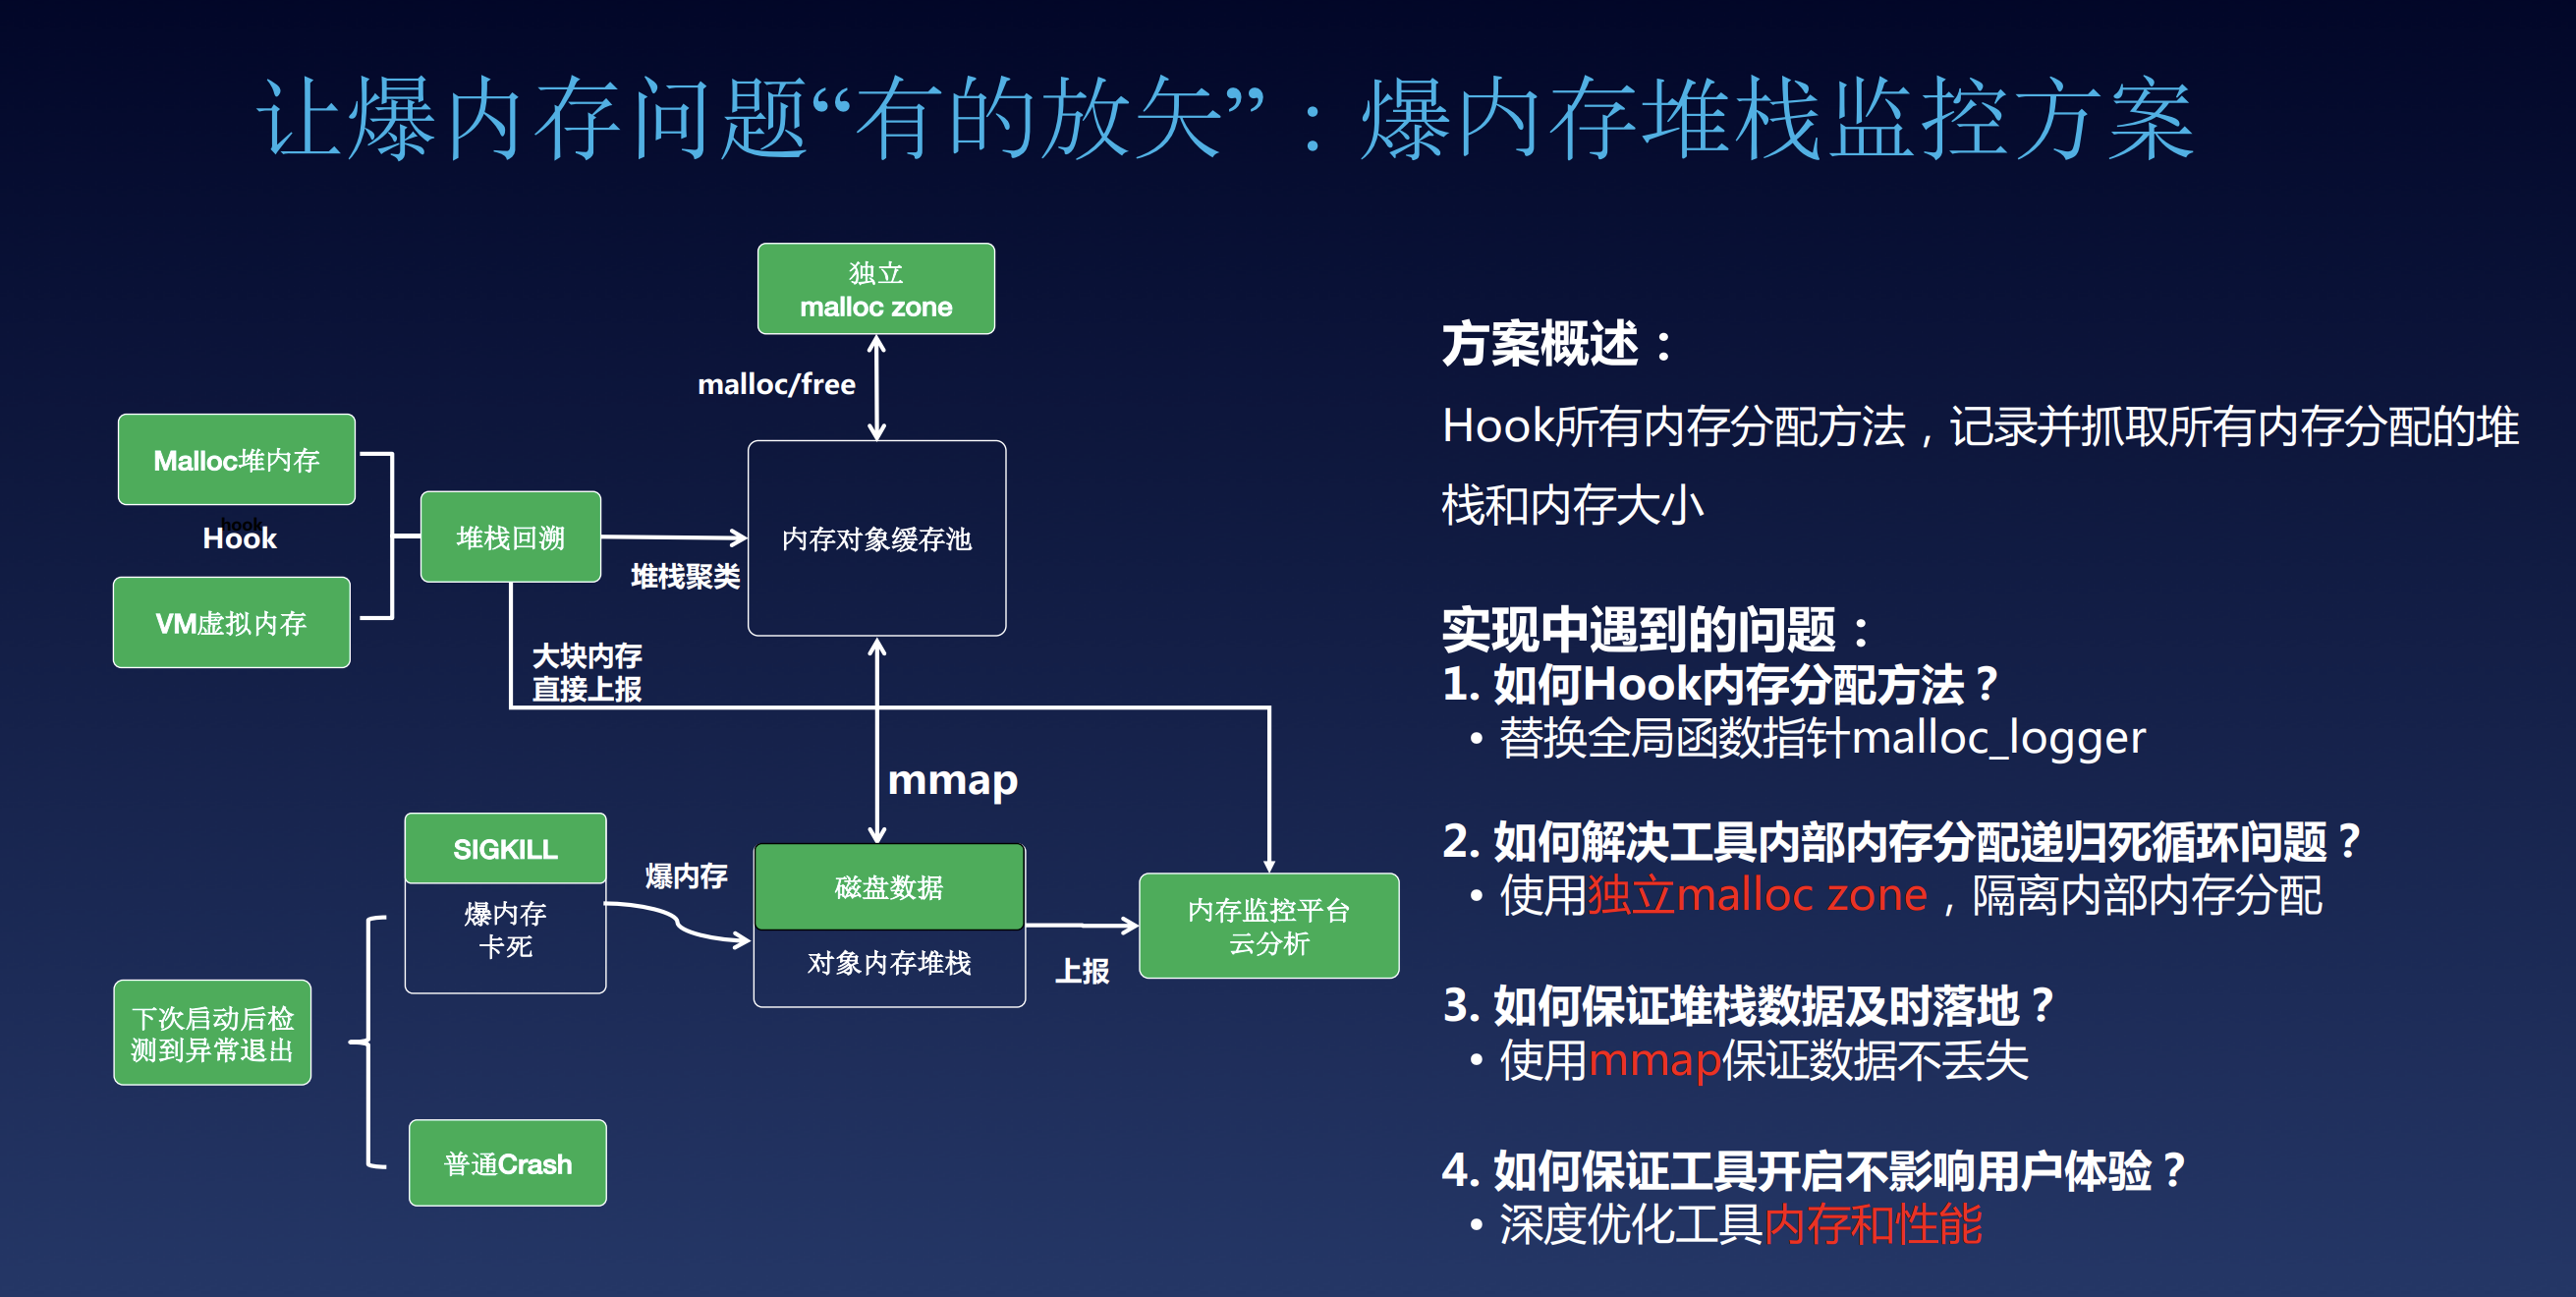 让爆内存问题“有的放矢”：爆内存堆栈监控方案
独立
malloc zone
malloc/free
Malloc堆内存
hook
Hook
VM虚拟内存
堆栈回溯
堆栈聚类
内存对象缓存池
大块内存
直接上报
mmap
SIGKILL
爆内存
卡死
爆内存
磁盘数据
对象内存堆栈
上报
内存监控平台
云分析
下次启动后检
测到异常退出
普通Crash
方案概述：
Hook所有内存分配方法，记录并抓取所有内存分配的堆
栈和内存大小
实现中遇到的问题：
1. 如何Hook内存分配方法？
• 替换全局函数指针malloc_logger
2. 如何解决工具内部内存分配递归死循环问题？
• 使用独立malloc zone，隔离内部内存分配
3. 如何保证堆栈数据及时落地？
• 使用mmap保证数据不丢失
4. 如何保证工具开启不影响用户体验？
• 深度优化工具内存和性能